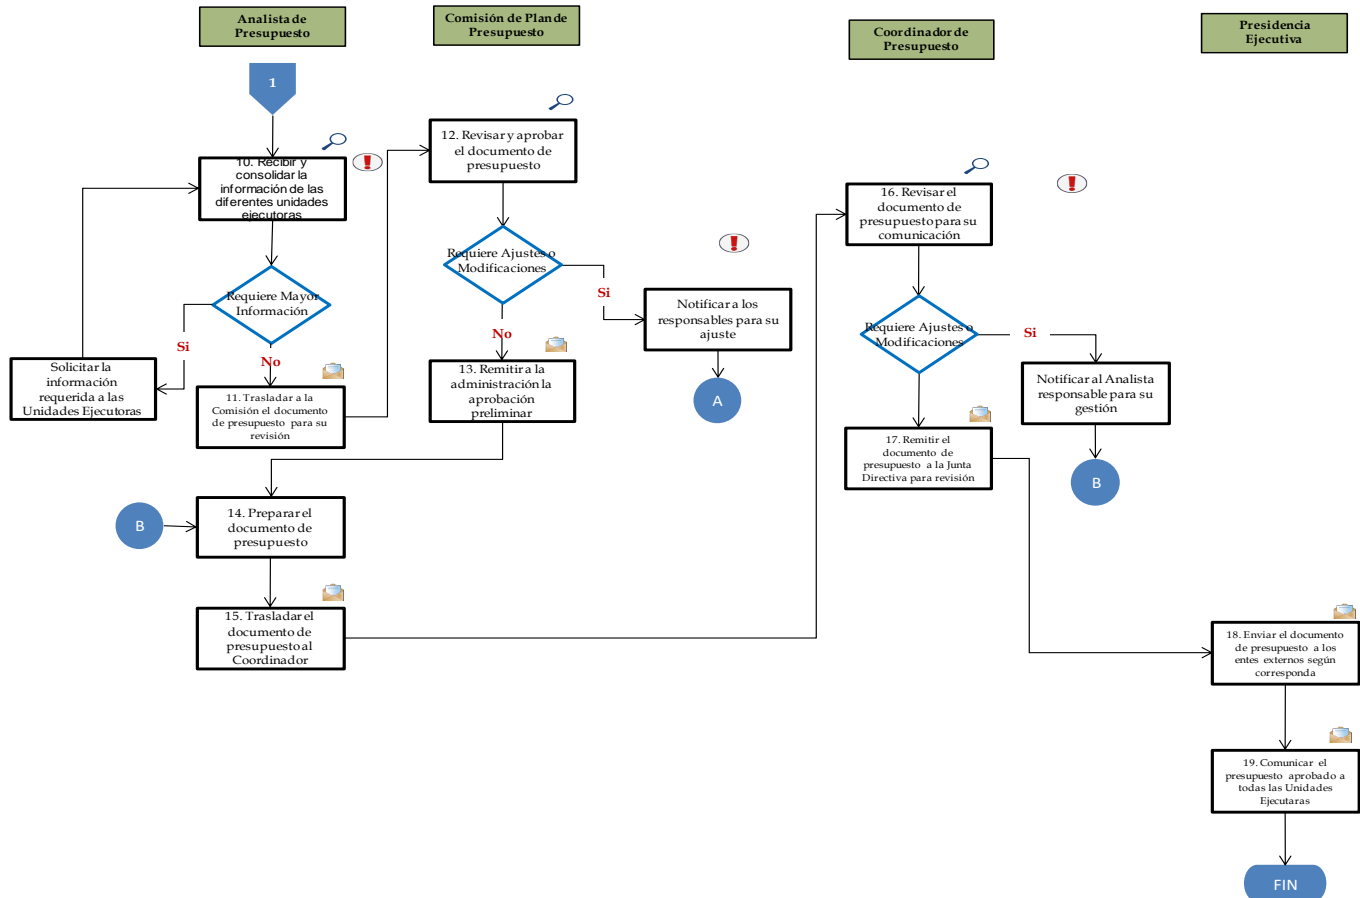 Analista de
Presupuesto
Comisión de Plan de
Presupuesto
Coordinador de
Presupuesto
Presidencia
Ejecutiva
1
10. Recibir y
consolidar la
información de las
diferentes unidades
ejecutoras
Requiere Mayor
Información
Si
No
Solicitar la
información
requerida a las
Unidades Ejecutoras
11. Trasladar a la
Comisión el documento
de presupuesto para su
revisión
12. Revisar y aprobar
el documento de
presupuesto
Requiere Ajustes o
Modificaciones
Si
No
Notificar a los
responsables para su
ajuste
A
13. Remitir a la
administración la
aprobación
preliminar
B
14. Preparar el
documento de
presupuesto
15. Trasladar el
documento de
presupuesto al
Coordinador
16. Revisar el
documento de
presupuesto para su
comunicación
Requiere Ajustes o
Modificaciones
Si
Notificar al Analista
responsable para su
gestión
B
17. Remitir el
documento de
presupuesto a la Junta
Directiva para revisión
18. Enviar el documento
de presupuesto a los
entes externos según
corresponda
19. Comunicar el
presupuesto aprobado a
todas las Unidades
Ejecutaras
FIN